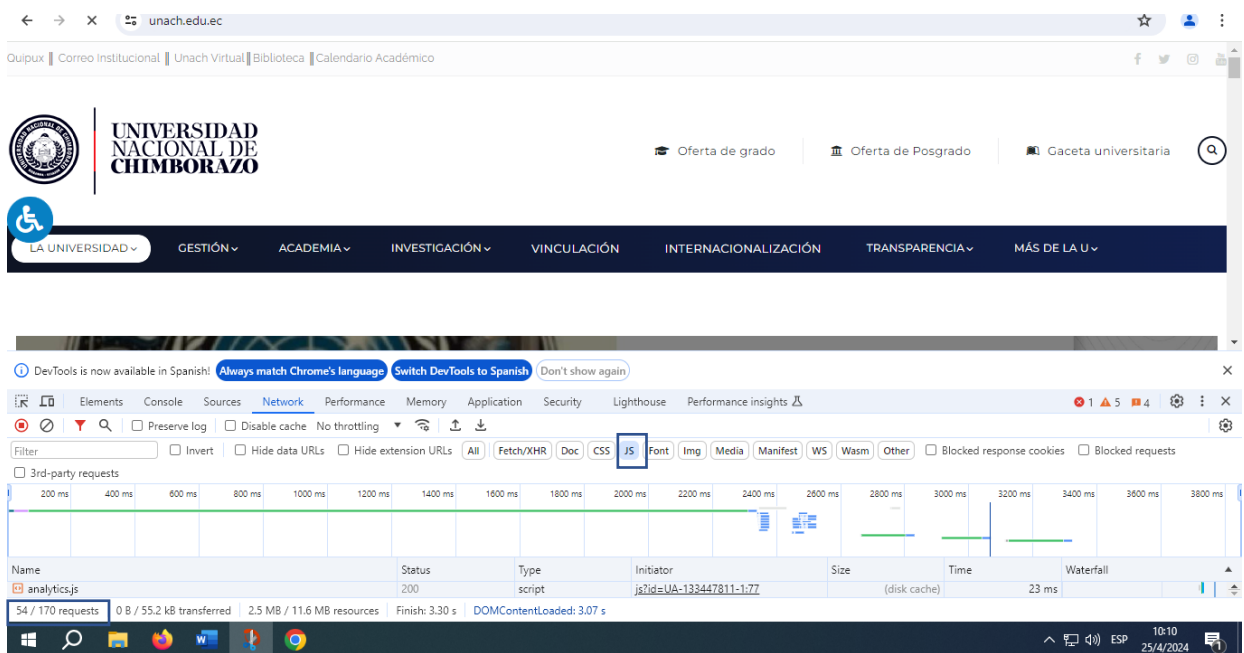 unach.edu.ec
Quipux || Correo Institucional || Unach Virtual || Biblioteca || Calendario Académico
UNIVERSIDAD
NACIONAL DE
CHIMBORAZO
Oferta de grado Oferta de Posgrado Gaceta universitaria
LA UNIVERSIDAD GESTIÓN ACADEMIA INVESTIGACIÓN VINCULACIÓN INTERNACIONALIZACIÓN TRANSPARENCIA MÁS DE LA U
DevTools is now available in Spanish! Always match Chrome's language Switch DevTools to Spanish Don't show again
Elements Console Sources Network Performance Memory Application Security Lighthouse Performance insights 1 5 4
Preserve log Disable cache No throttling
Filter Invert Hide data URLs Hide extension URLs All Fetch/XHR Doc CSS JS Font Img Media Manifest WS Wasm Other Blocked response cookies Blocked requests
3rd-party requests
200 ms 400 ms 600 ms 800 ms 1000 ms 1200 ms 1400 ms 1600 ms 1800 ms 2000 ms 2200 ms 2400 ms 2600 ms 2800 ms 3000 ms 3200 ms 3400 ms 3600 ms 3800 ms
Name Status Type Initiator Size Time Waterfall
analytics.js 200 script js?id=UA-133447811-1:77 (disk cache) 23 ms
54 / 170 requests 0 B / 55.2 kB transferred 2.5 MB / 11.6 MB resources Finish: 3.30 s DOMContentLoaded: 3.07 s
ESP 10:10
25/4/2024 1